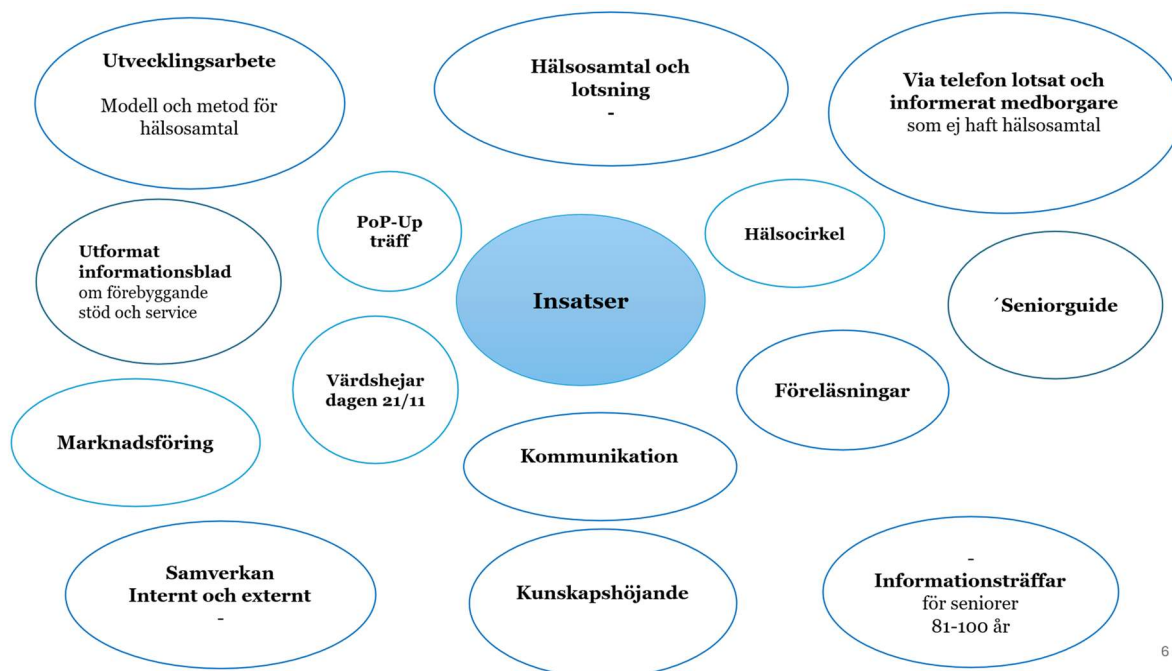 Utvecklingsarbete
Modell och metod för
hälsosamtal
Hälsosamtal och
lotsning
-
Via telefon lotsat och
informerat medborgare
som ej haft hälsosamtal
PoP-Up
träff
Hälsocirkel
Utformat
informationsblad
om förebyggande
stöd och service
Insatser
´Seniorguide
Värdshejar
dagen 21/11
Föreläsningar
Marknadsföring
Kommunikation
Samverkan
Internt och externt
-
Kunskapshöjande
-
Informationsträffar
för seniorer
81-100 år
6